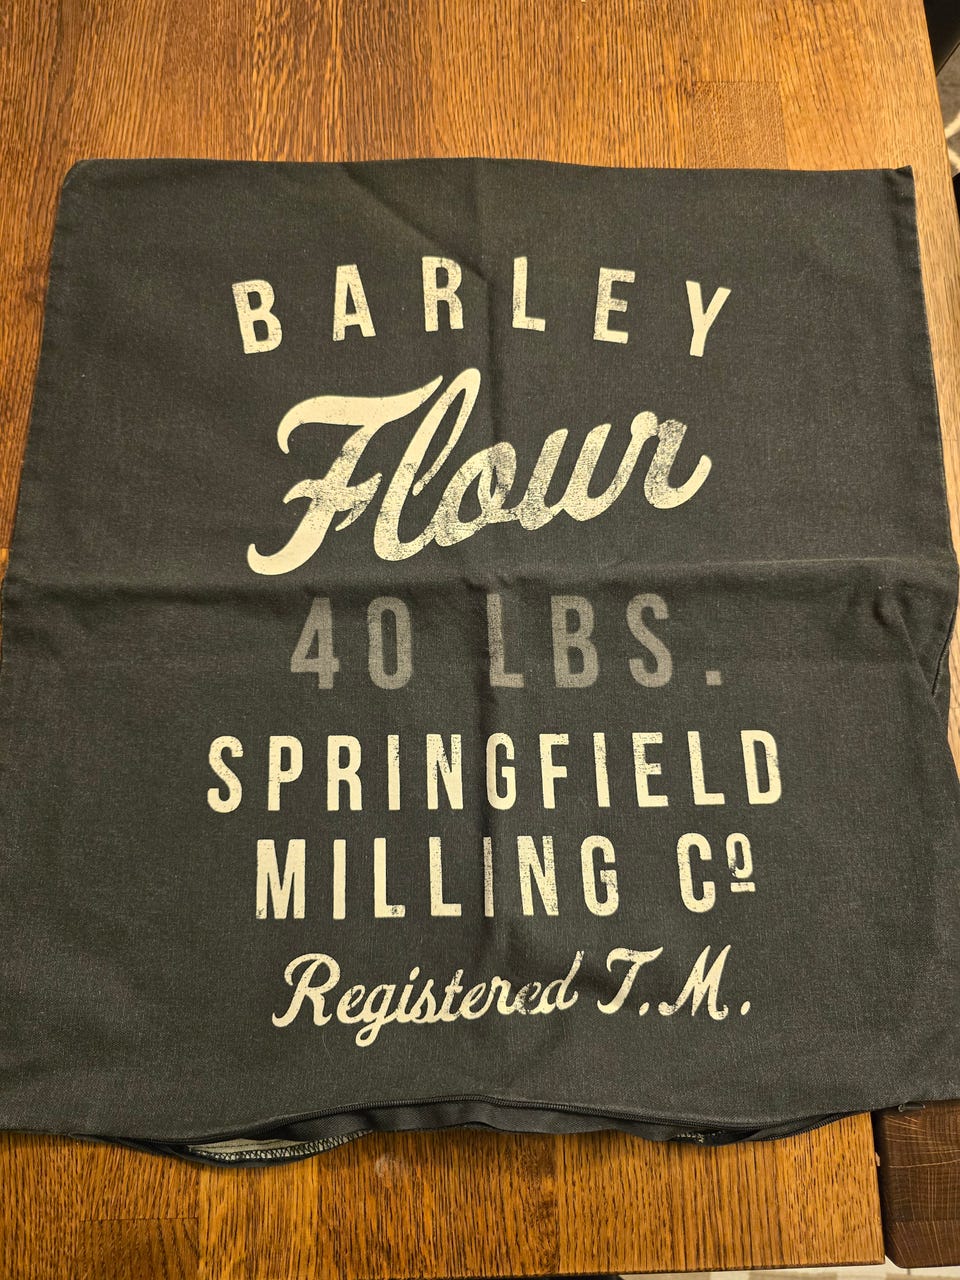 BARLEY
Flour
40 LBS.
SPRINGFIELD
MILLING Cº
Registered T.M.